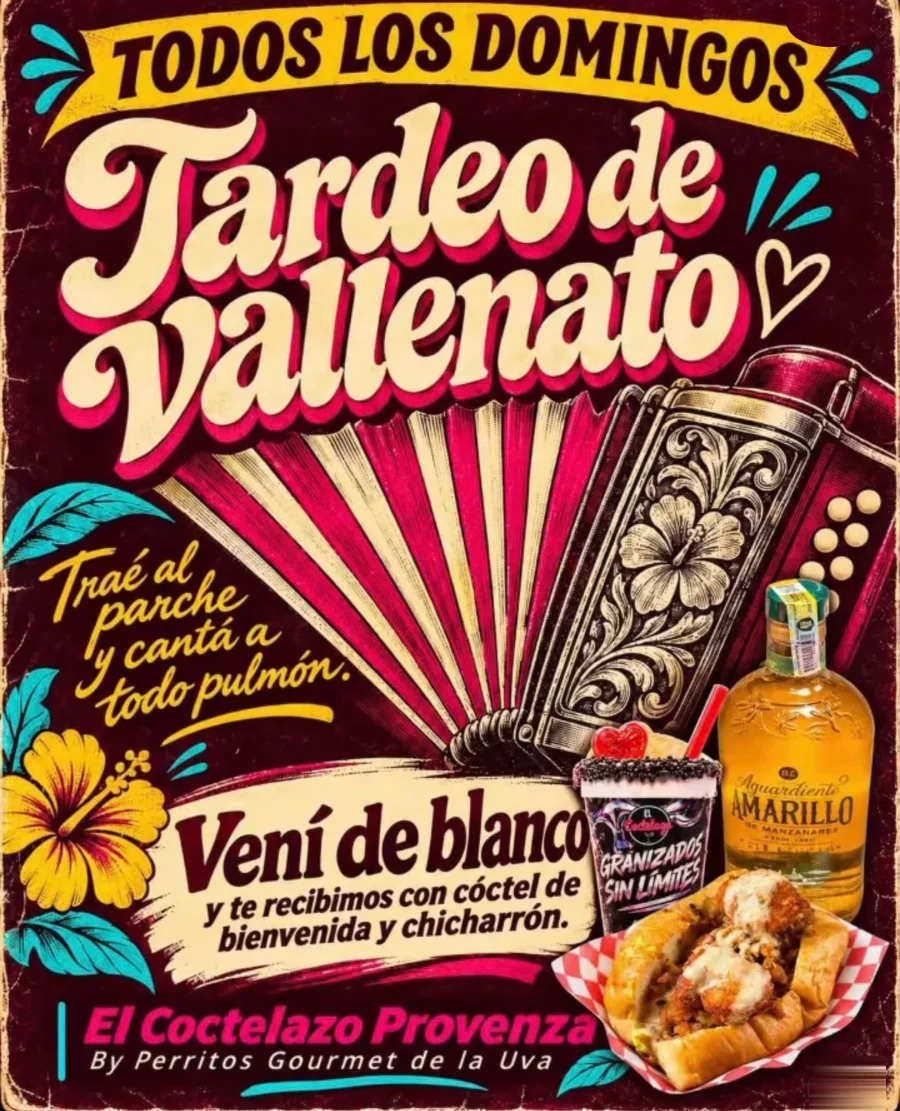 TODOS LOS DOMINGOS
Tardeo de
Vallenato
Traé al
parche
y cantá a
todo pulmón.
Vení de blanco
y te recibimos con cóctel de
bienvenida y chicharrón.
EL
Coctelazo
GRANIZADOS
SIN LÍMITES
Aguardiente
AMARILLO
DE MANZANARES
El Coctelazo Provenza
By Perritos Gourmet de la Uva